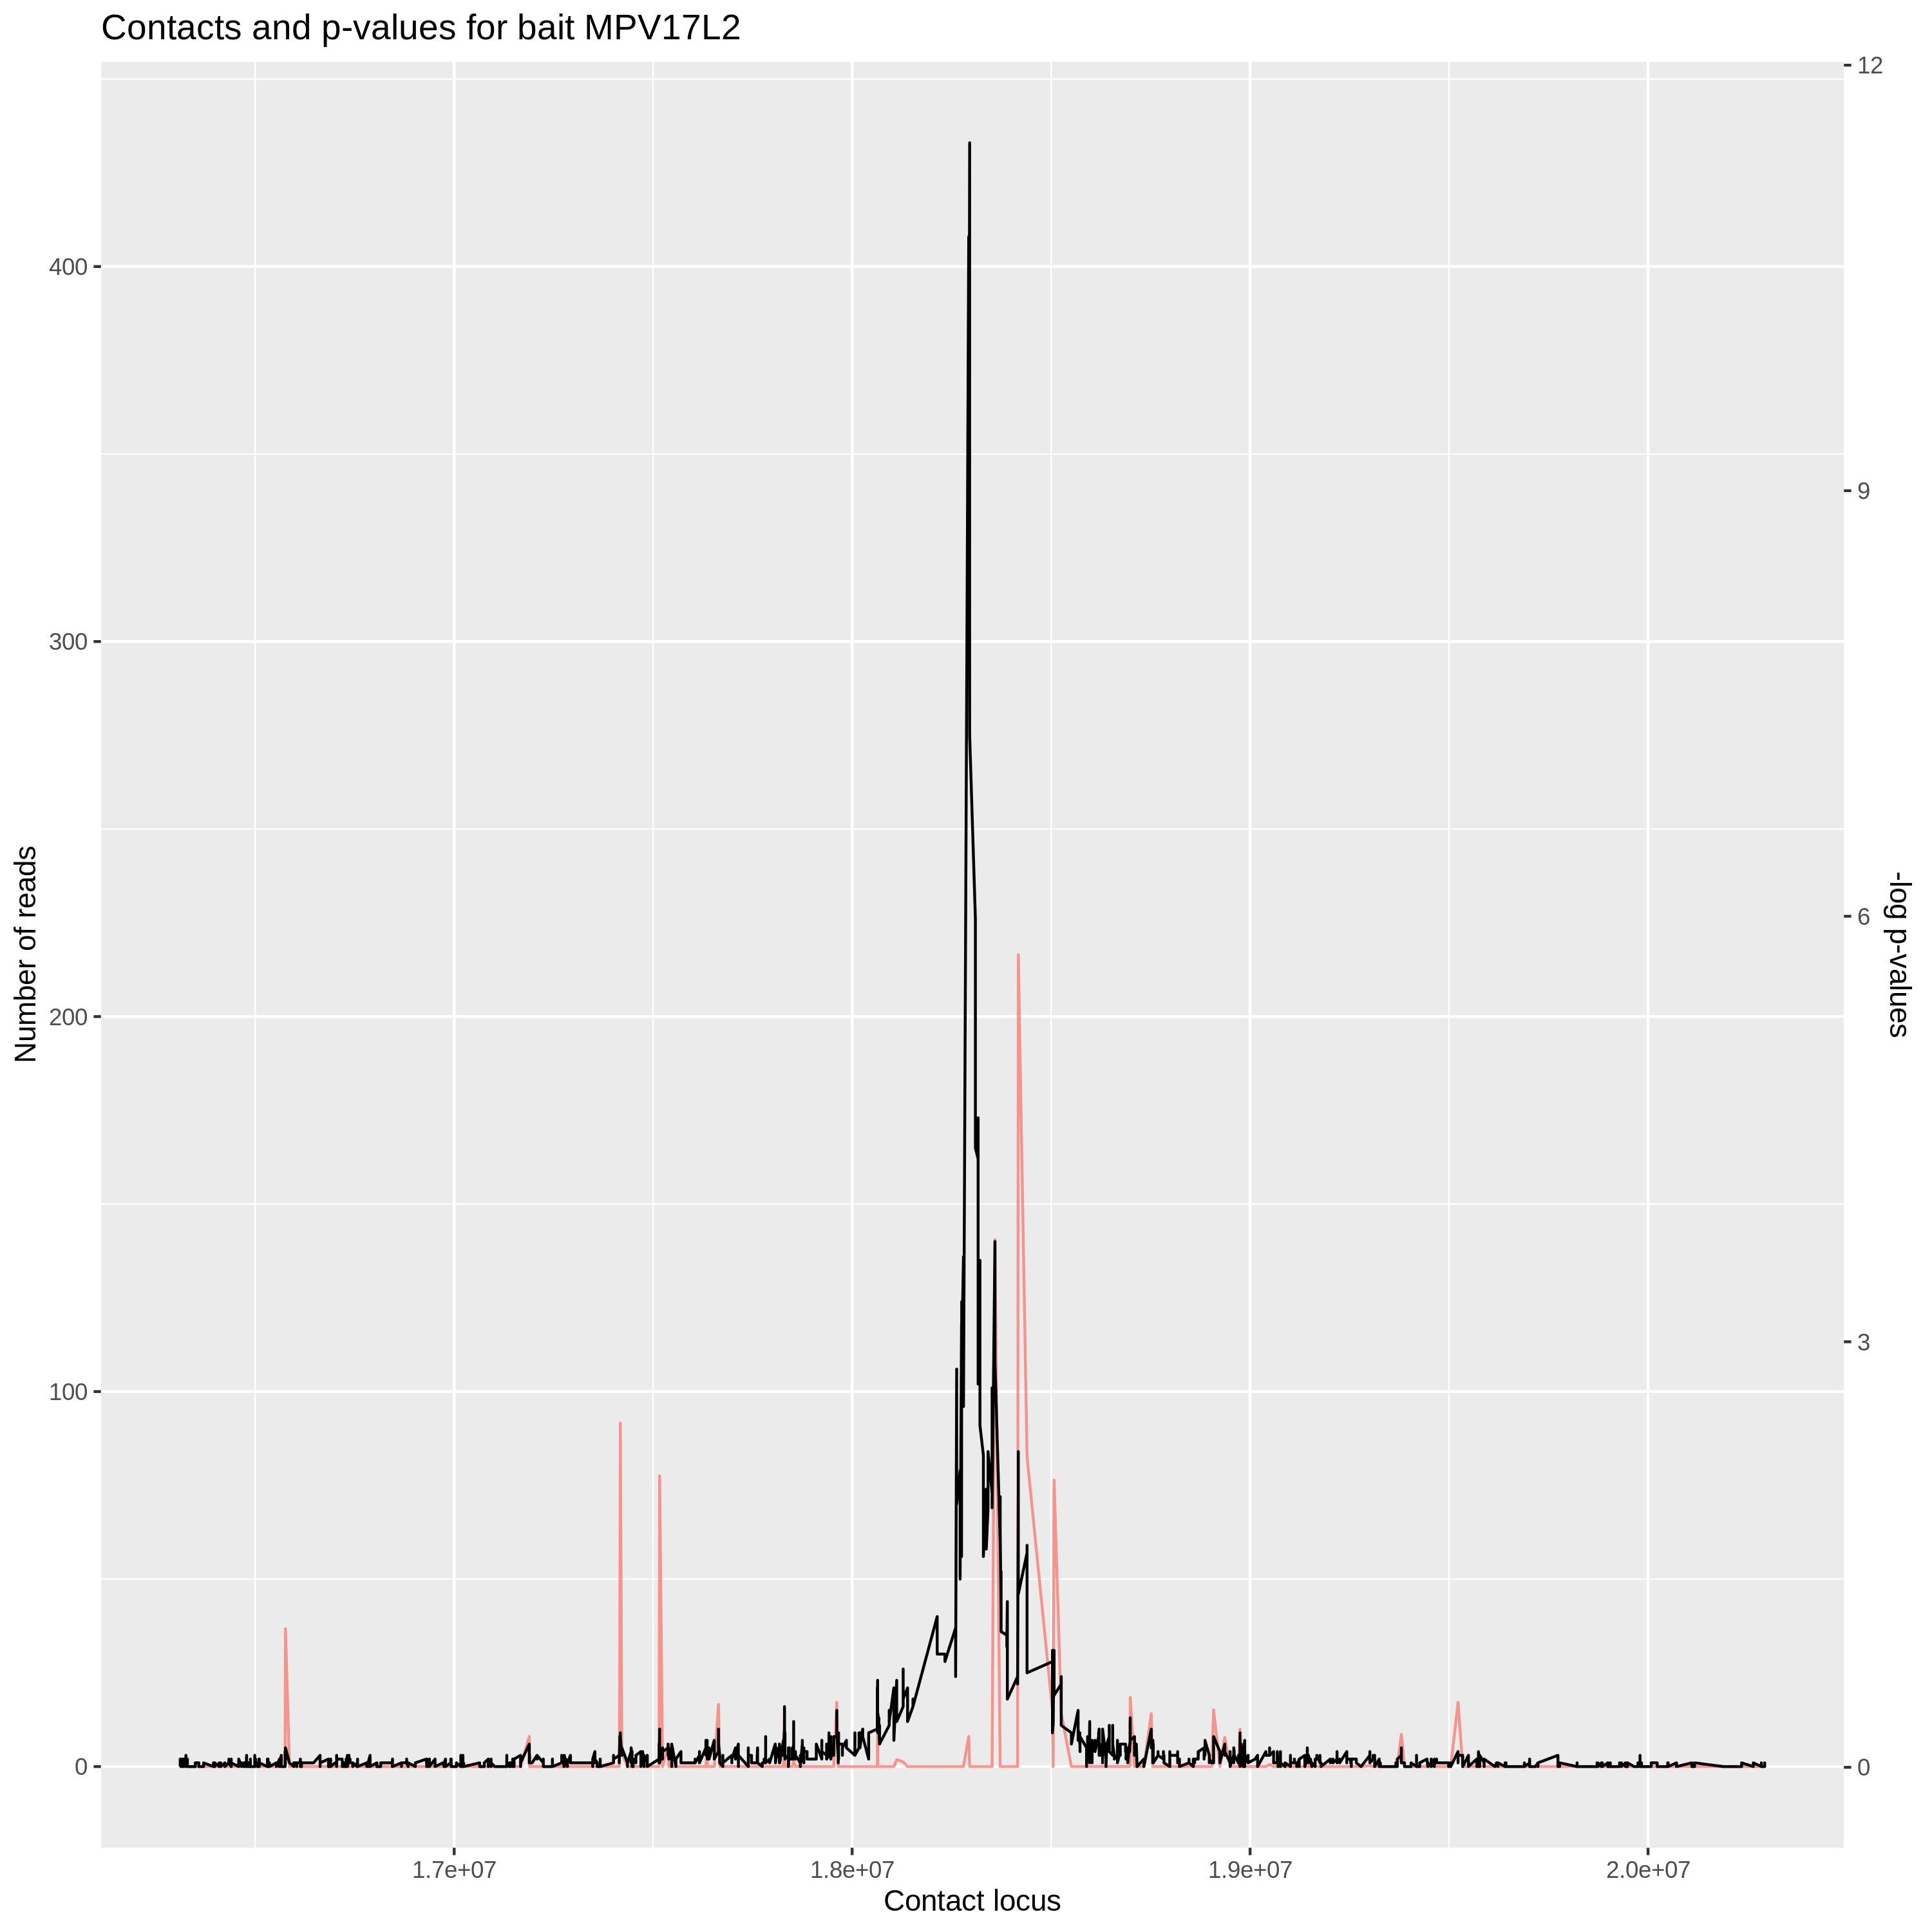 Contacts and p-values for bait MPV17L2
12
400
9
300
Number of reads
-log p-values
6
200
3
100
0
0
1.7e+07
1.8e+07
1.9e+07
2.0e+07
Contact locus